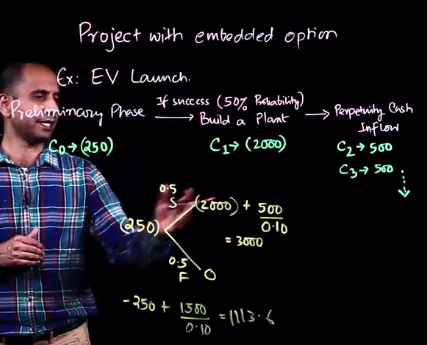 Project with embedded option
Ex: EV Launch.
Preliminary Phase
If success (50% Probability)
Build a Plant
Perpetuity Cash
Inflow
C₀→(250)
C₁→(2000)
C₂→500
C₃→500
0.5
S
(2000) + 500
0.10
= 3000
(250)
0.5
F
0
-250 + 1500
0.10
= 1113.6